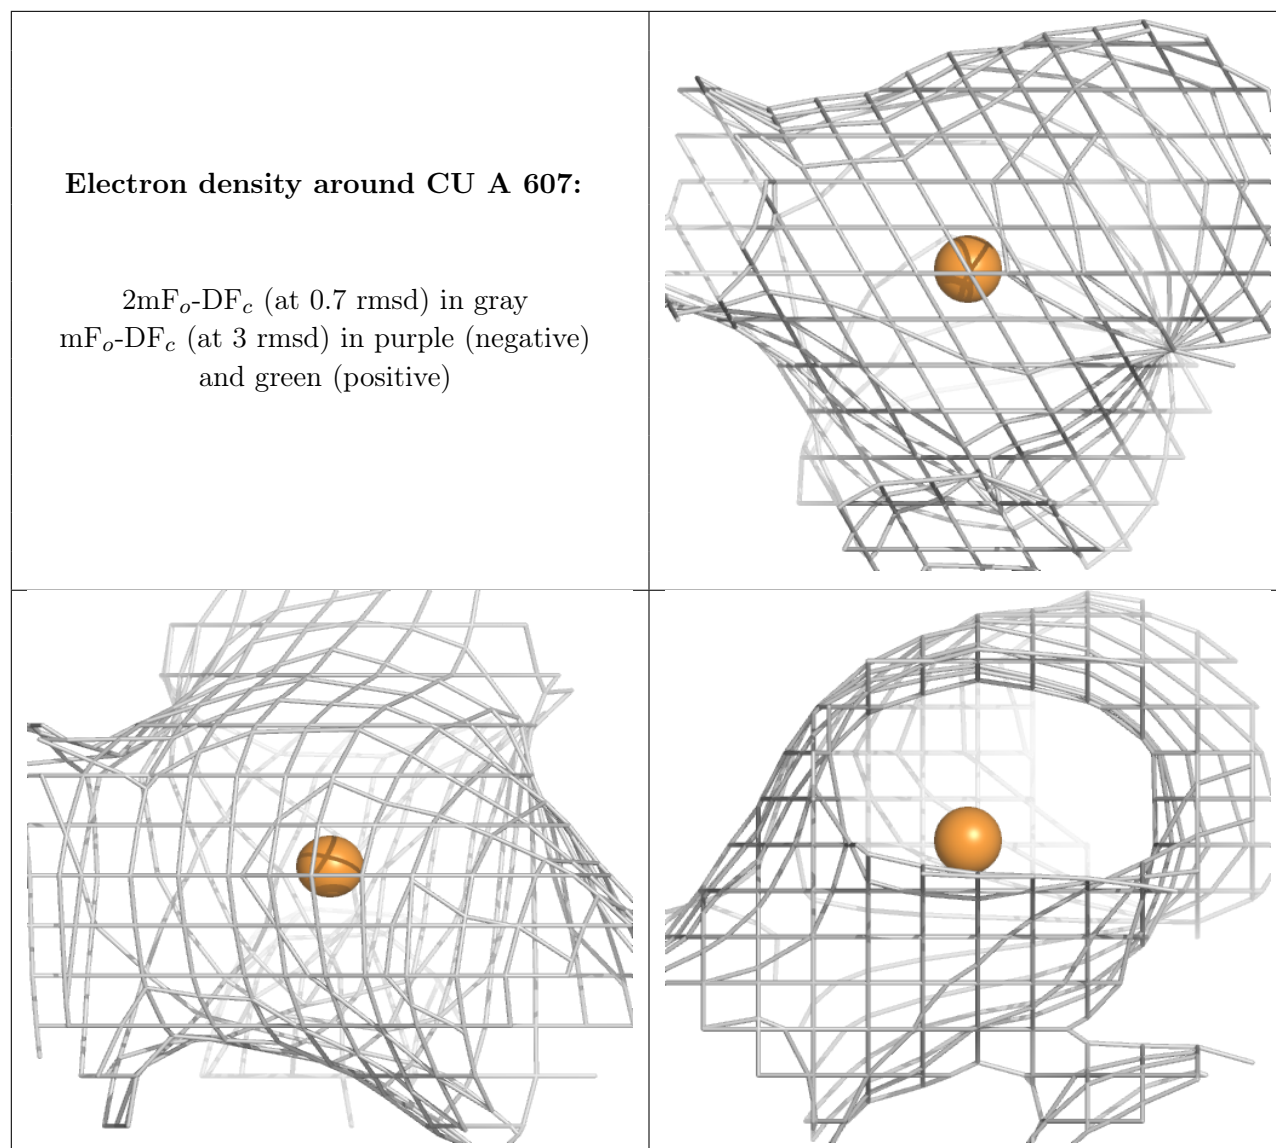 Electron density around CU A 607:
2mFo-DFc (at 0.7 rmsd) in gray
mFo-DFc (at 3 rmsd) in purple (negative)
and green (positive)